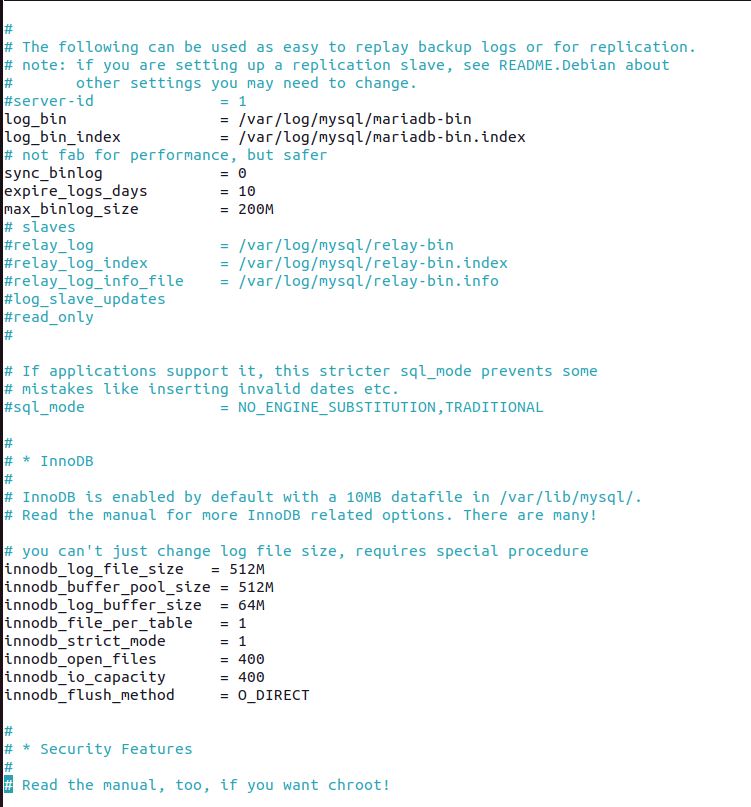 #
# The following can be used as easy to replay backup logs or for replication.
# note: if you are setting up a replication slave, see README.Debian about
#       other settings you may need to change.
#server-id              = 1
log_bin                 = /var/log/mysql/mariadb-bin
log_bin_index           = /var/log/mysql/mariadb-bin.index
# not fab for performance, but safer
sync_binlog             = 0
expire_logs_days        = 10
max_binlog_size         = 200M
# slaves
#relay_log              = /var/log/mysql/relay-bin
#relay_log_index        = /var/log/mysql/relay-bin.index
#relay_log_info_file    = /var/log/mysql/relay-bin.info
#log_slave_updates
#read_only
#
# If applications support it, this stricter sql_mode prevents some
# mistakes like inserting invalid dates etc.
#sql_mode               = NO_ENGINE_SUBSTITUTION,TRADITIONAL
#
# * InnoDB
#
# InnoDB is enabled by default with a 10MB datafile in /var/lib/mysql/.
# Read the manual for more InnoDB related options. There are many!
# you can't just change log file size, requires special procedure
innodb_log_file_size   = 512M
innodb_buffer_pool_size = 512M
innodb_log_buffer_size  = 64M
innodb_file_per_table   = 1
innodb_strict_mode      = 1
innodb_open_files       = 400
innodb_io_capacity      = 400
innodb_flush_method     = O_DIRECT
#
# * Security Features
#
# Read the manual, too, if you want chroot!